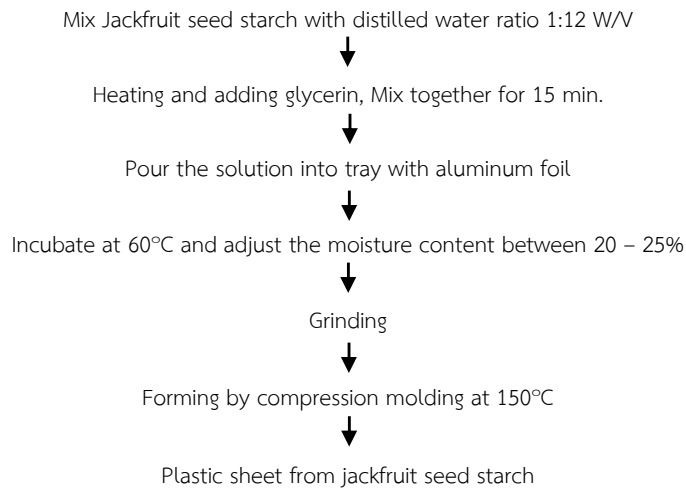 Mix Jackfruit seed starch with distilled water ratio 1:12 W/V
Heating and adding glycerin, Mix together for 15 min.
Pour the solution into tray with aluminum foil
Incubate at 60°C and adjust the moisture content between 20 – 25%
Grinding
Forming by compression molding at 150°C
Plastic sheet from jackfruit seed starch